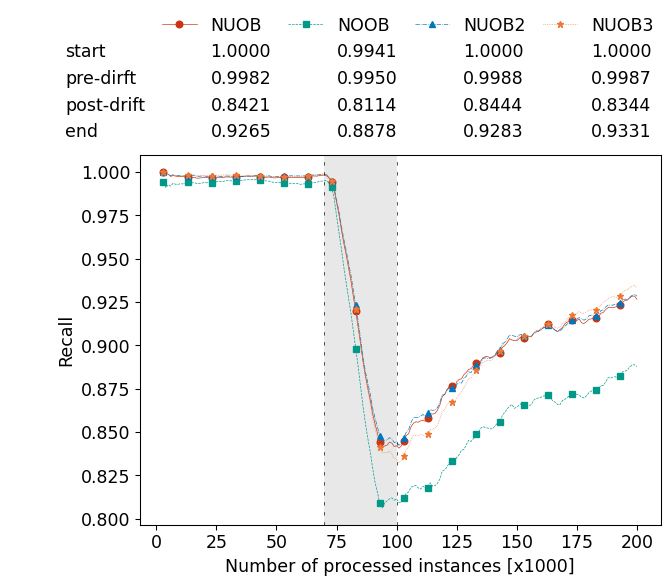 NUOB NOOB NUOB2 NUOB3
start 1.0000 0.9941 1.0000 1.0000
pre-dirft 0.9982 0.9950 0.9988 0.9987
post-drift 0.8421 0.8114 0.8444 0.8344
end 0.9265 0.8878 0.9283 0.9331
1.000
0.975
0.950
0.925
0.900
0.875
0.850
0.825
0.800
Recall
0 25 50 75 100 125 150 175 200
Number of processed instances [x1000]